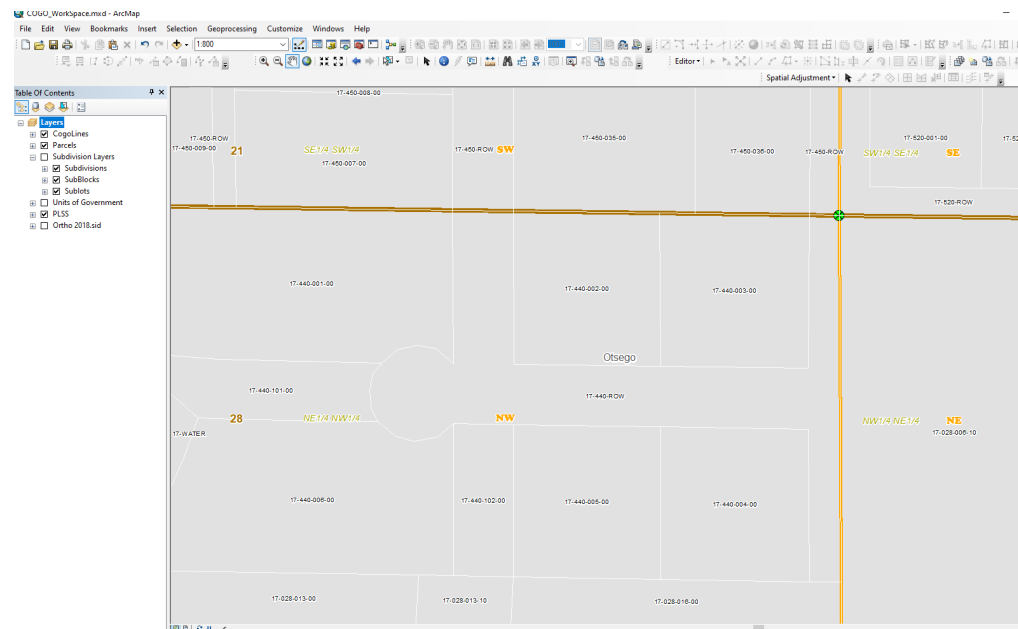 COGO_WorkSpace.mxd - ArcMap
File Edit View Bookmarks Insert Selection Geoprocessing Customize Windows Help
1:800
Editor
Spatial Adjustment
Table Of Contents
Layers
CogoLines
Parcels
Subdivision Layers
Subdivisions
SubBlocks
Sublots
Units of Government
PLSS
Ortho 2018.sid
17-450-008-00
17-450-ROW
17-450-009-00 21 SE1/4-SW1/4 17-450-ROW SW
17-450-007-00
17-450-035-00
17-450-036-00 17-450-ROW
17-520-001-00
SW1/4-SE1/4 SE
17-520-ROW
17-440-001-00
17-440-002-00 17-440-003-00
Otsego
17-440-101-00
17-440-ROW
28 NE1/4-NW1/4 NW NW1/4-NE1/4 NE
17-WATER
17-028-006-10
17-440-006-00 17-440-102-00 17-440-005-00 17-440-004-00
17-028-013-00 17-028-013-10 17-028-016-00